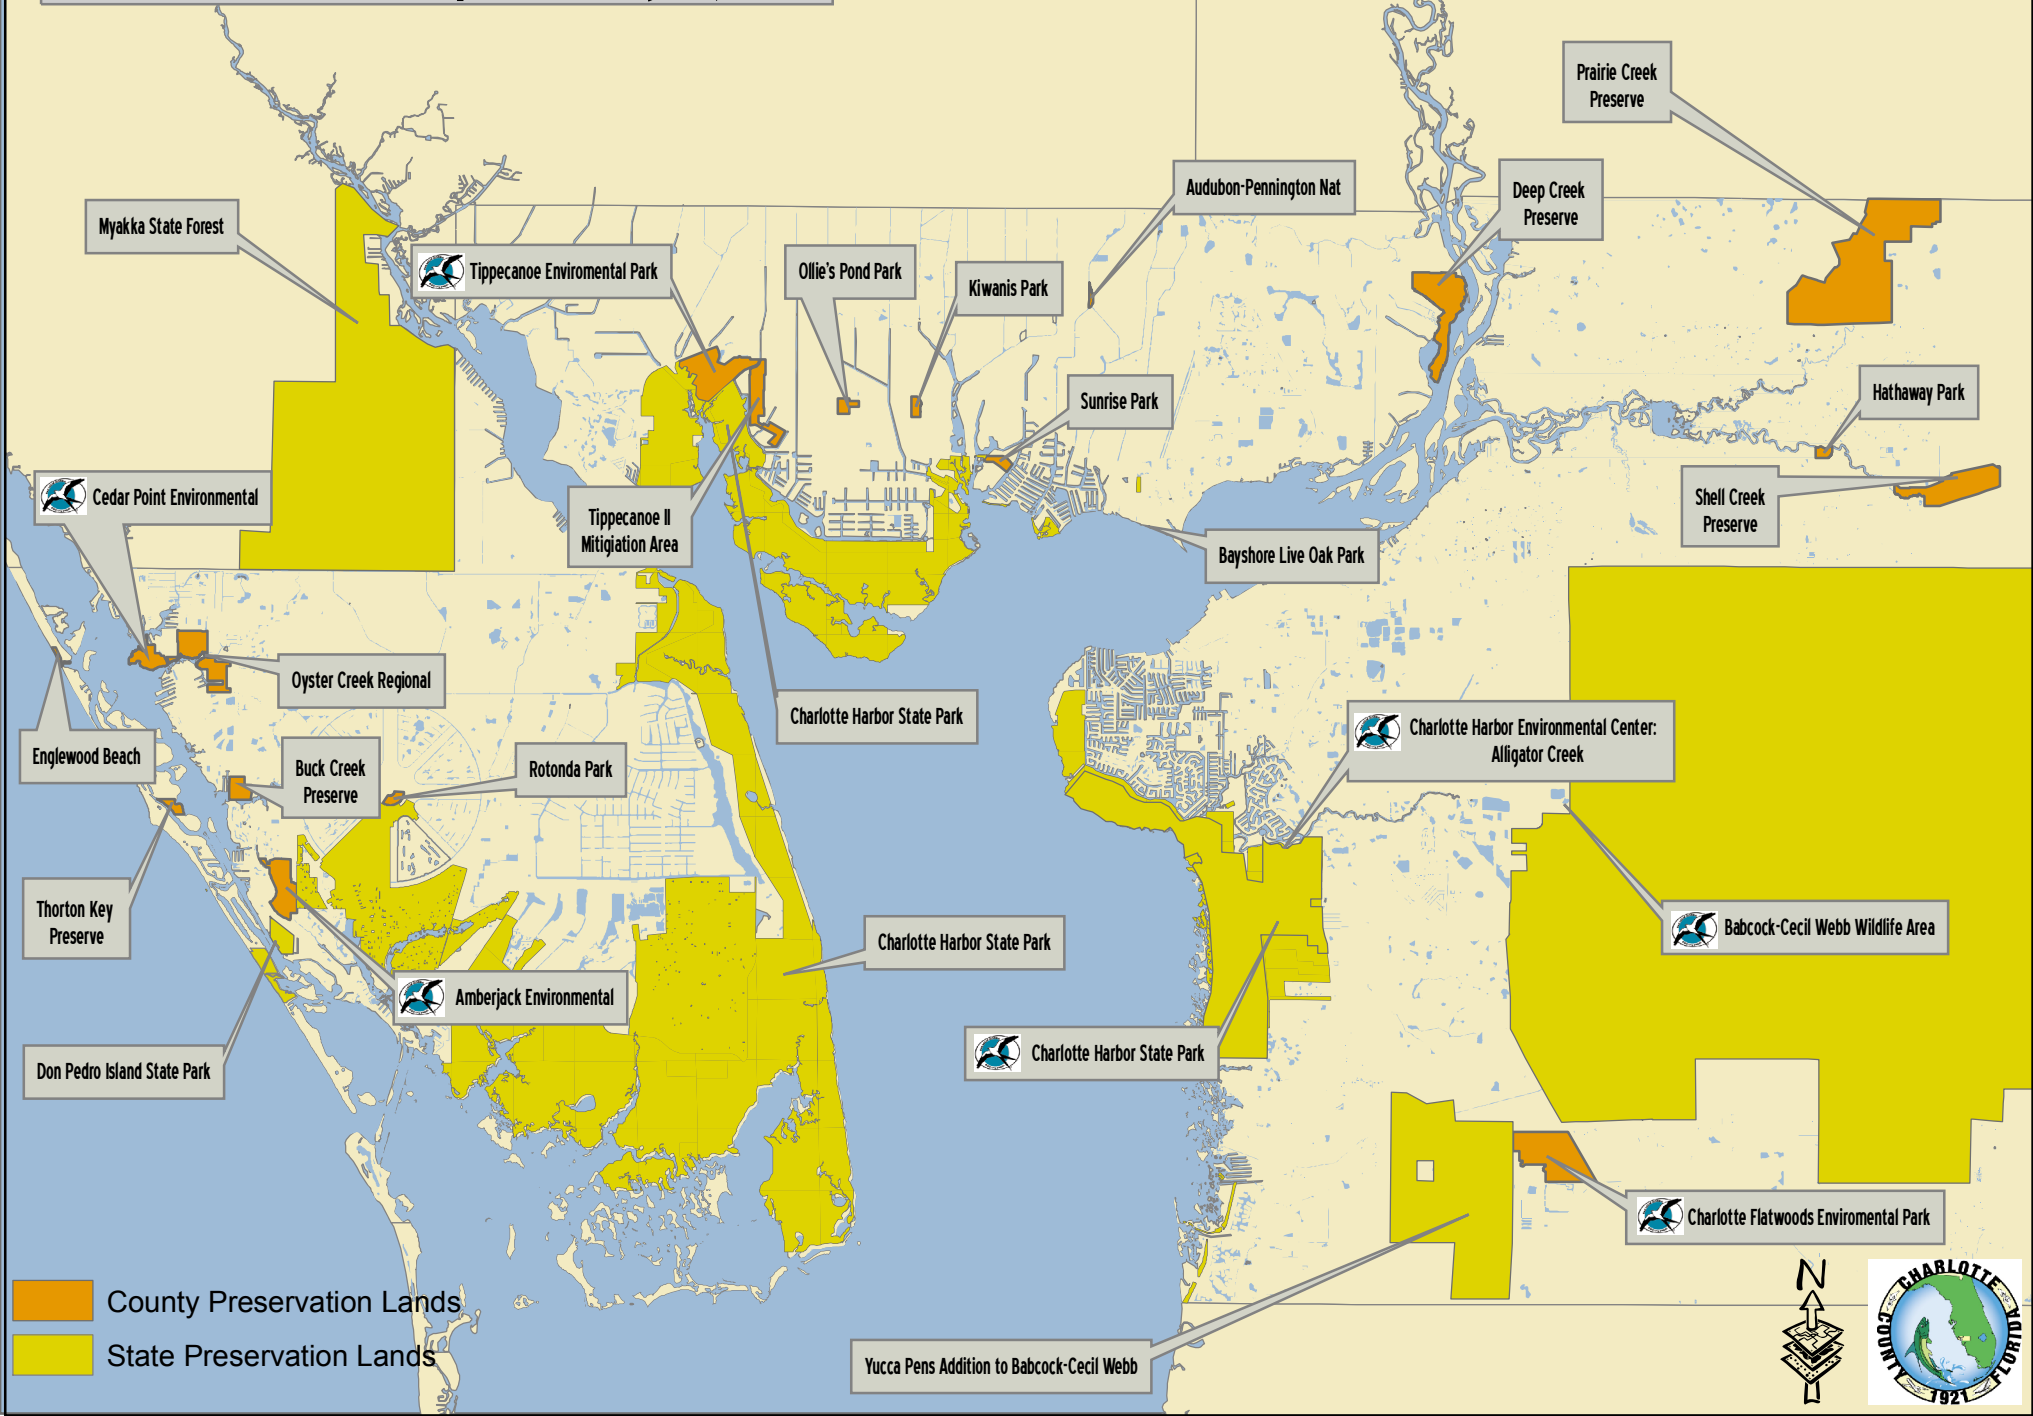 Prairie Creek
Preserve
Audubon-Pennington Nat
Deep Creek
Preserve
Myakka State Forest
Tippecanoe Enviromental Park
Ollie's Pond Park
Kiwanis Park
Sunrise Park
Hathaway Park
Cedar Point Environmental
Shell Creek
Preserve
Tippecanoe II
Mitigiation Area
Bayshore Live Oak Park
Oyster Creek Regional
Charlotte Harbor State Park
Englewood Beach
Buck Creek
Preserve
Rotonda Park
Charlotte Harbor Environmental Center:
Alligator Creek
Thorton Key
Preserve
Charlotte Harbor State Park
Babcock-Cecil Webb Wildlife Area
Amberjack Environmental
Charlotte Harbor State Park
Don Pedro Island State Park
Charlotte Flatwoods Enviromental Park
County Preservation Lands
State Preservation Lands
Yucca Pens Addition to Babcock-Cecil Webb
N
CHARLOTTE
COUNTY
FLORIDA
1921